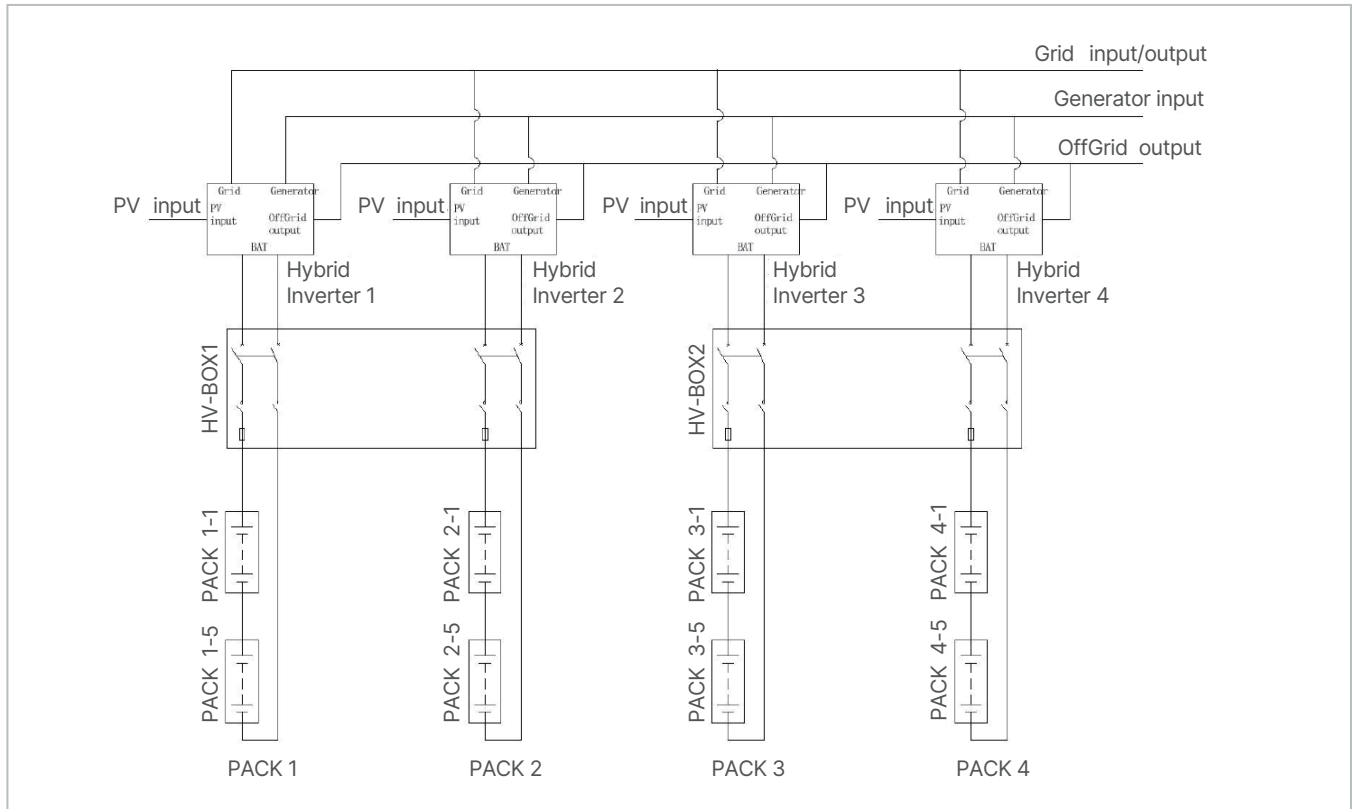 Grid input/output
Generator input
OffGrid output
Grid Generator
PV input
PV
input
OffGrid
output
BAT
Hybrid
Inverter 1
Grid Generator
PV input
PV
input
OffGrid
output
BAT
Hybrid
Inverter 2
Grid Generator
PV input
PV
input
OffGrid
output
BAT
Hybrid
Inverter 3
Grid Generator
PV input
PV
input
OffGrid
output
BAT
Hybrid
Inverter 4
HV-BOX1
HV-BOX2
PACK 1-1
PACK 2-1
PACK 3-1
PACK 4-1
PACK 1-5
PACK 2-5
PACK 3-5
PACK 4-5
PACK 1
PACK 2
PACK 3
PACK 4